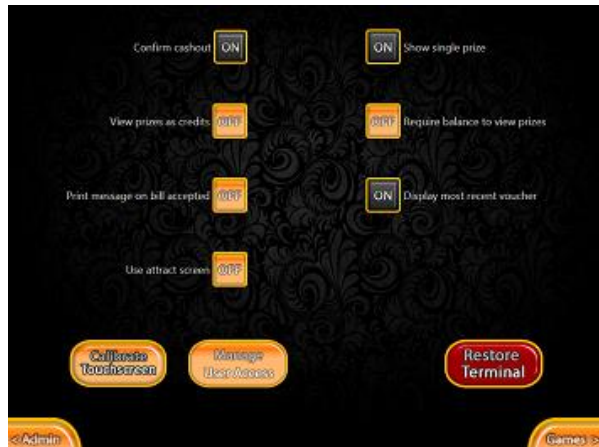 Confirm cashout ON
ON Show single prize
View prizes as credits OFF
OFF Require balance to view prizes
Print message on bill accepted OFF
ON Display most recent voucher
Use attract screen OFF
Calibrate
Touchscreen
Manage
User Access
Restore
Terminal
< Admin
Games >